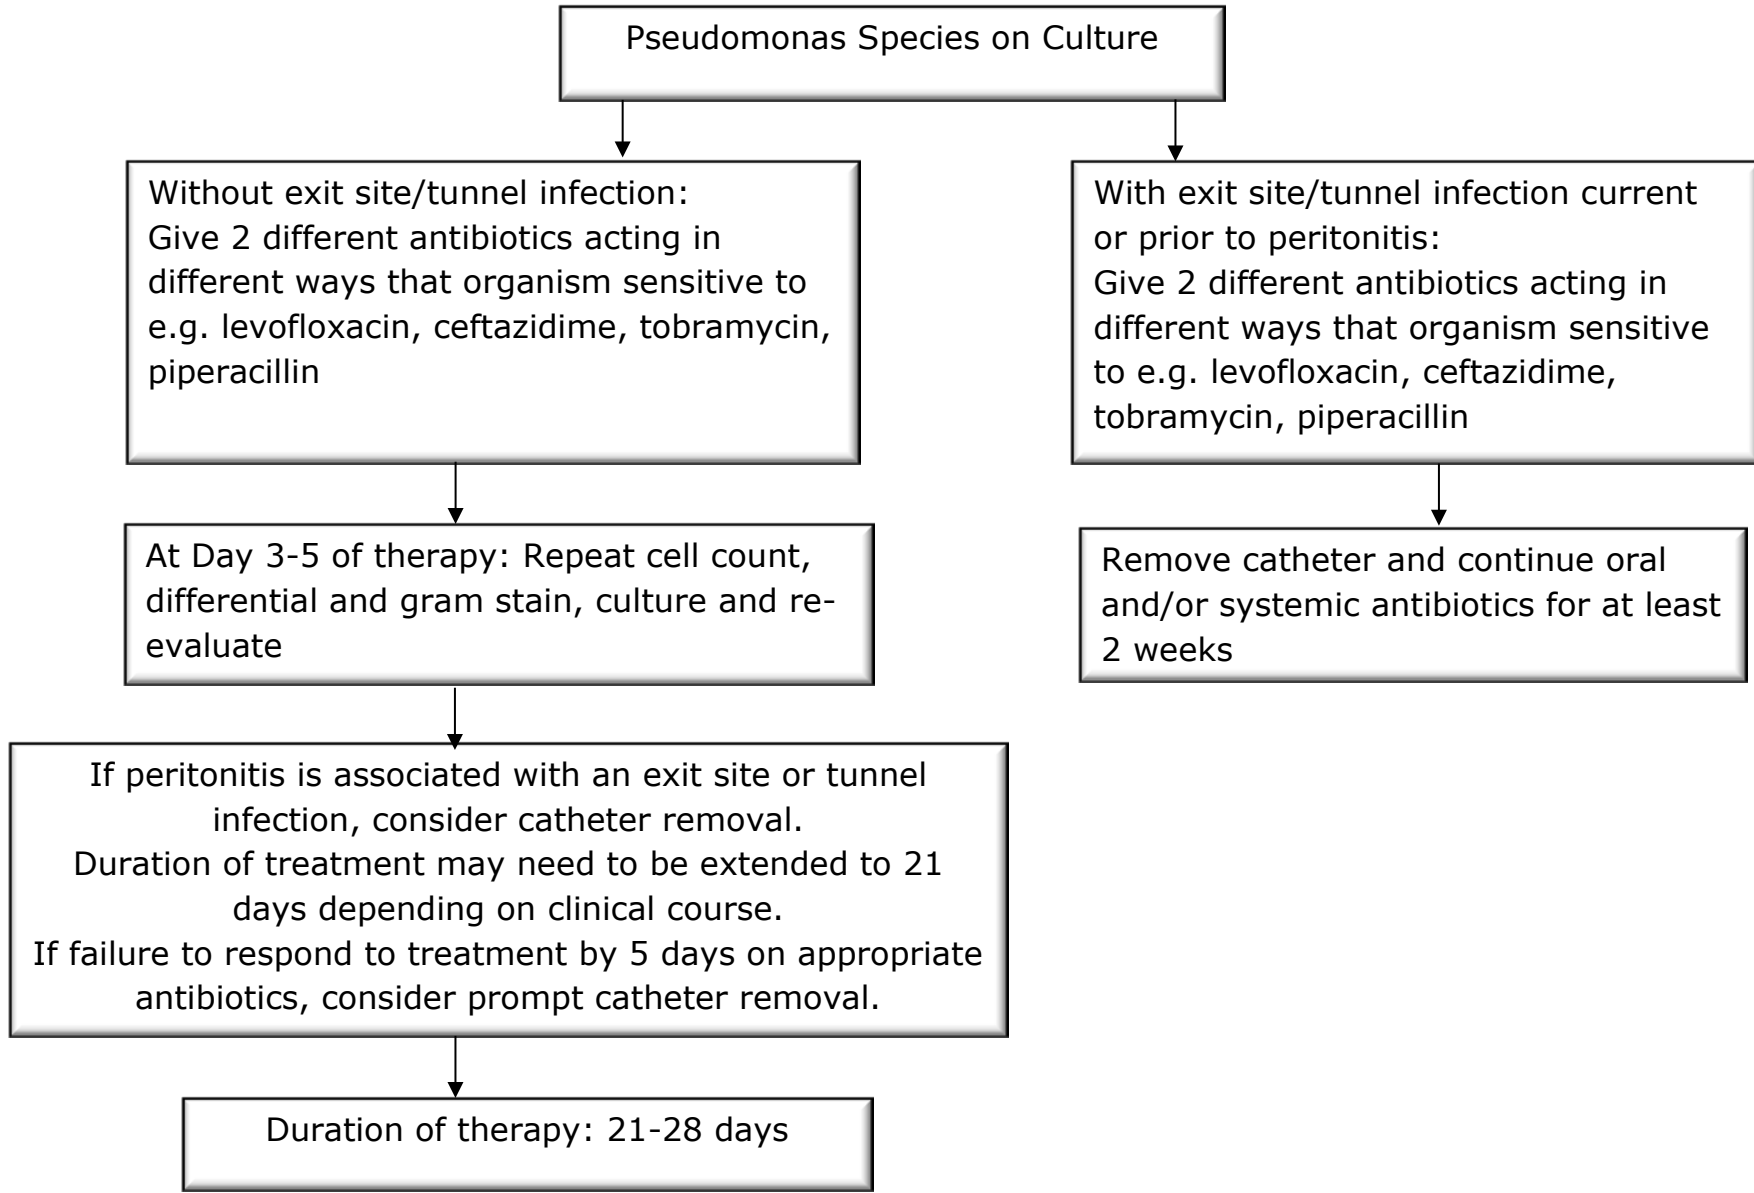 Pseudomonas Species on Culture
Without exit site/tunnel infection:
Give 2 different antibiotics acting in
different ways that organism sensitive to
e.g. levofloxacin, ceftazidime, tobramycin,
piperacillin
With exit site/tunnel infection current
or prior to peritonitis:
Give 2 different antibiotics acting in
different ways that organism sensitive
to e.g. levofloxacin, ceftazidime,
tobramycin, piperacillin
At Day 3-5 of therapy: Repeat cell count,
differential and gram stain, culture and re-
evaluate
Remove catheter and continue oral
and/or systemic antibiotics for at least
2 weeks
If peritonitis is associated with an exit site or tunnel
infection, consider catheter removal.
Duration of treatment may need to be extended to 21
days depending on clinical course.
If failure to respond to treatment by 5 days on appropriate
antibiotics, consider prompt catheter removal.
Duration of therapy: 21-28 days